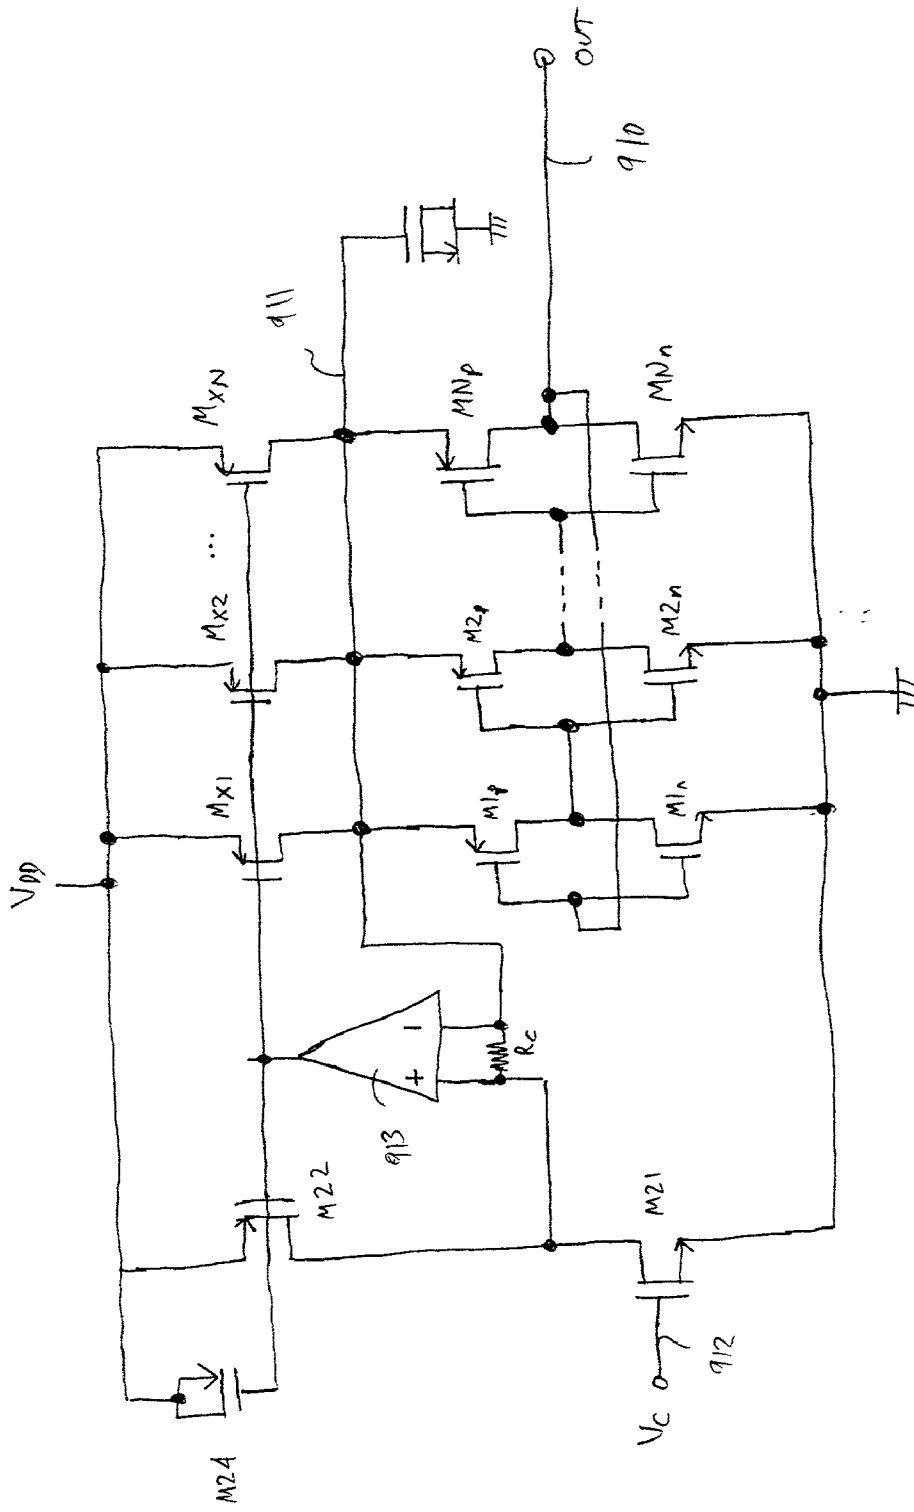 VDD
M24
M22
Mx1
Mx2
...
MxN
911
913
+
−
Rc
M1p
M2p
MNp
M1n
M2n
MNn
M21
Vc
912
910
OUT